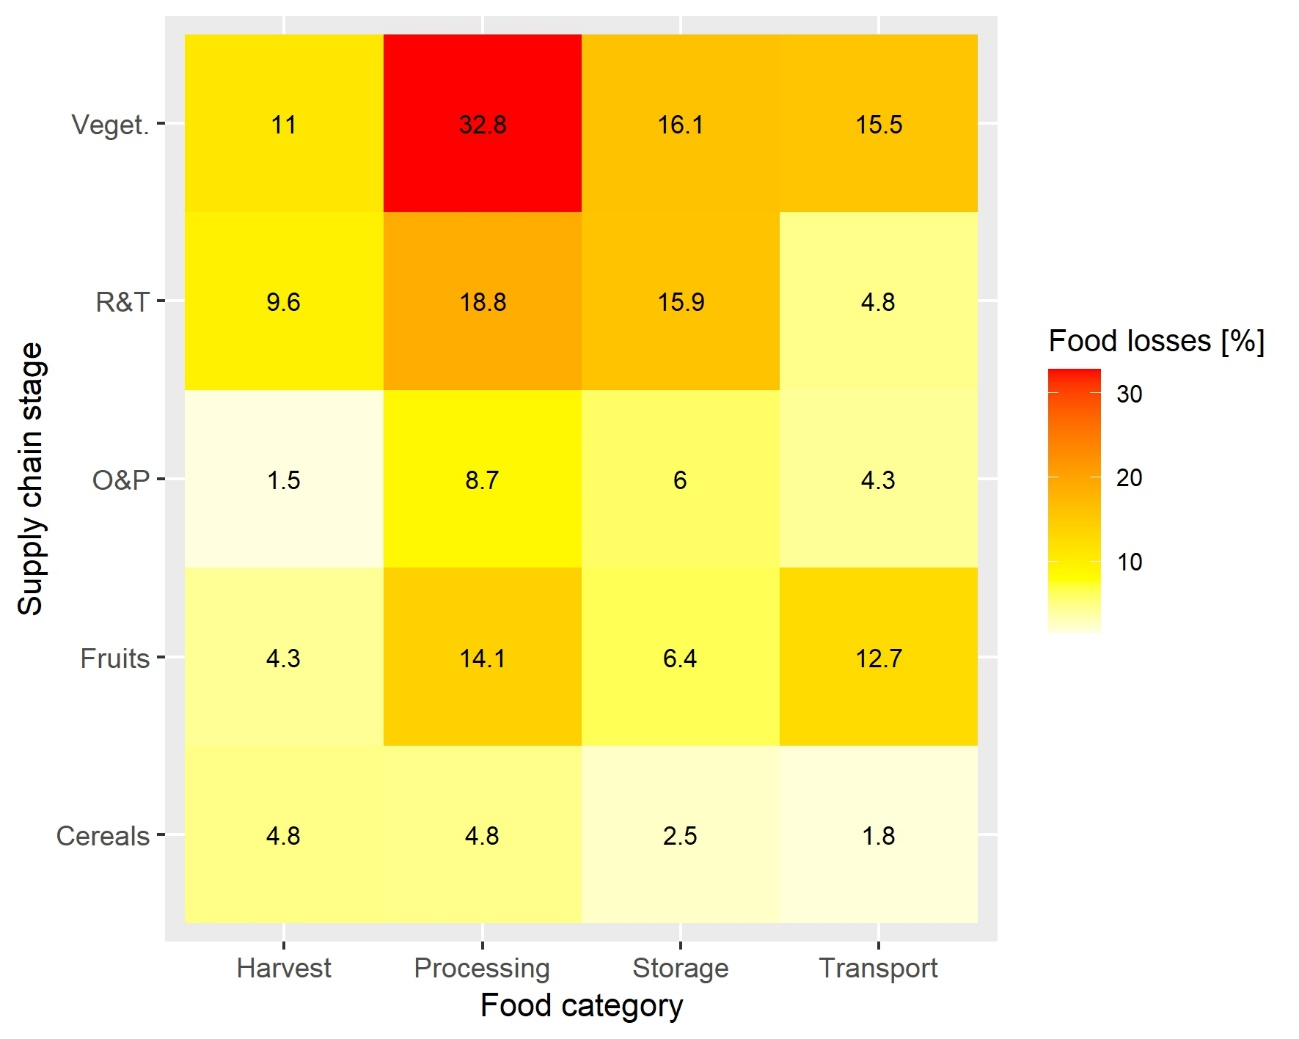 Veget. 11 32.8 16.1 15.5
R&T 9.6 18.8 15.9 4.8
O&P 1.5 8.7 6 4.3
Fruits 4.3 14.1 6.4 12.7
Cereals 4.8 4.8 2.5 1.8
Harvest Processing Storage Transport
Food category
Supply chain stage
Food losses [%]
30
20
10